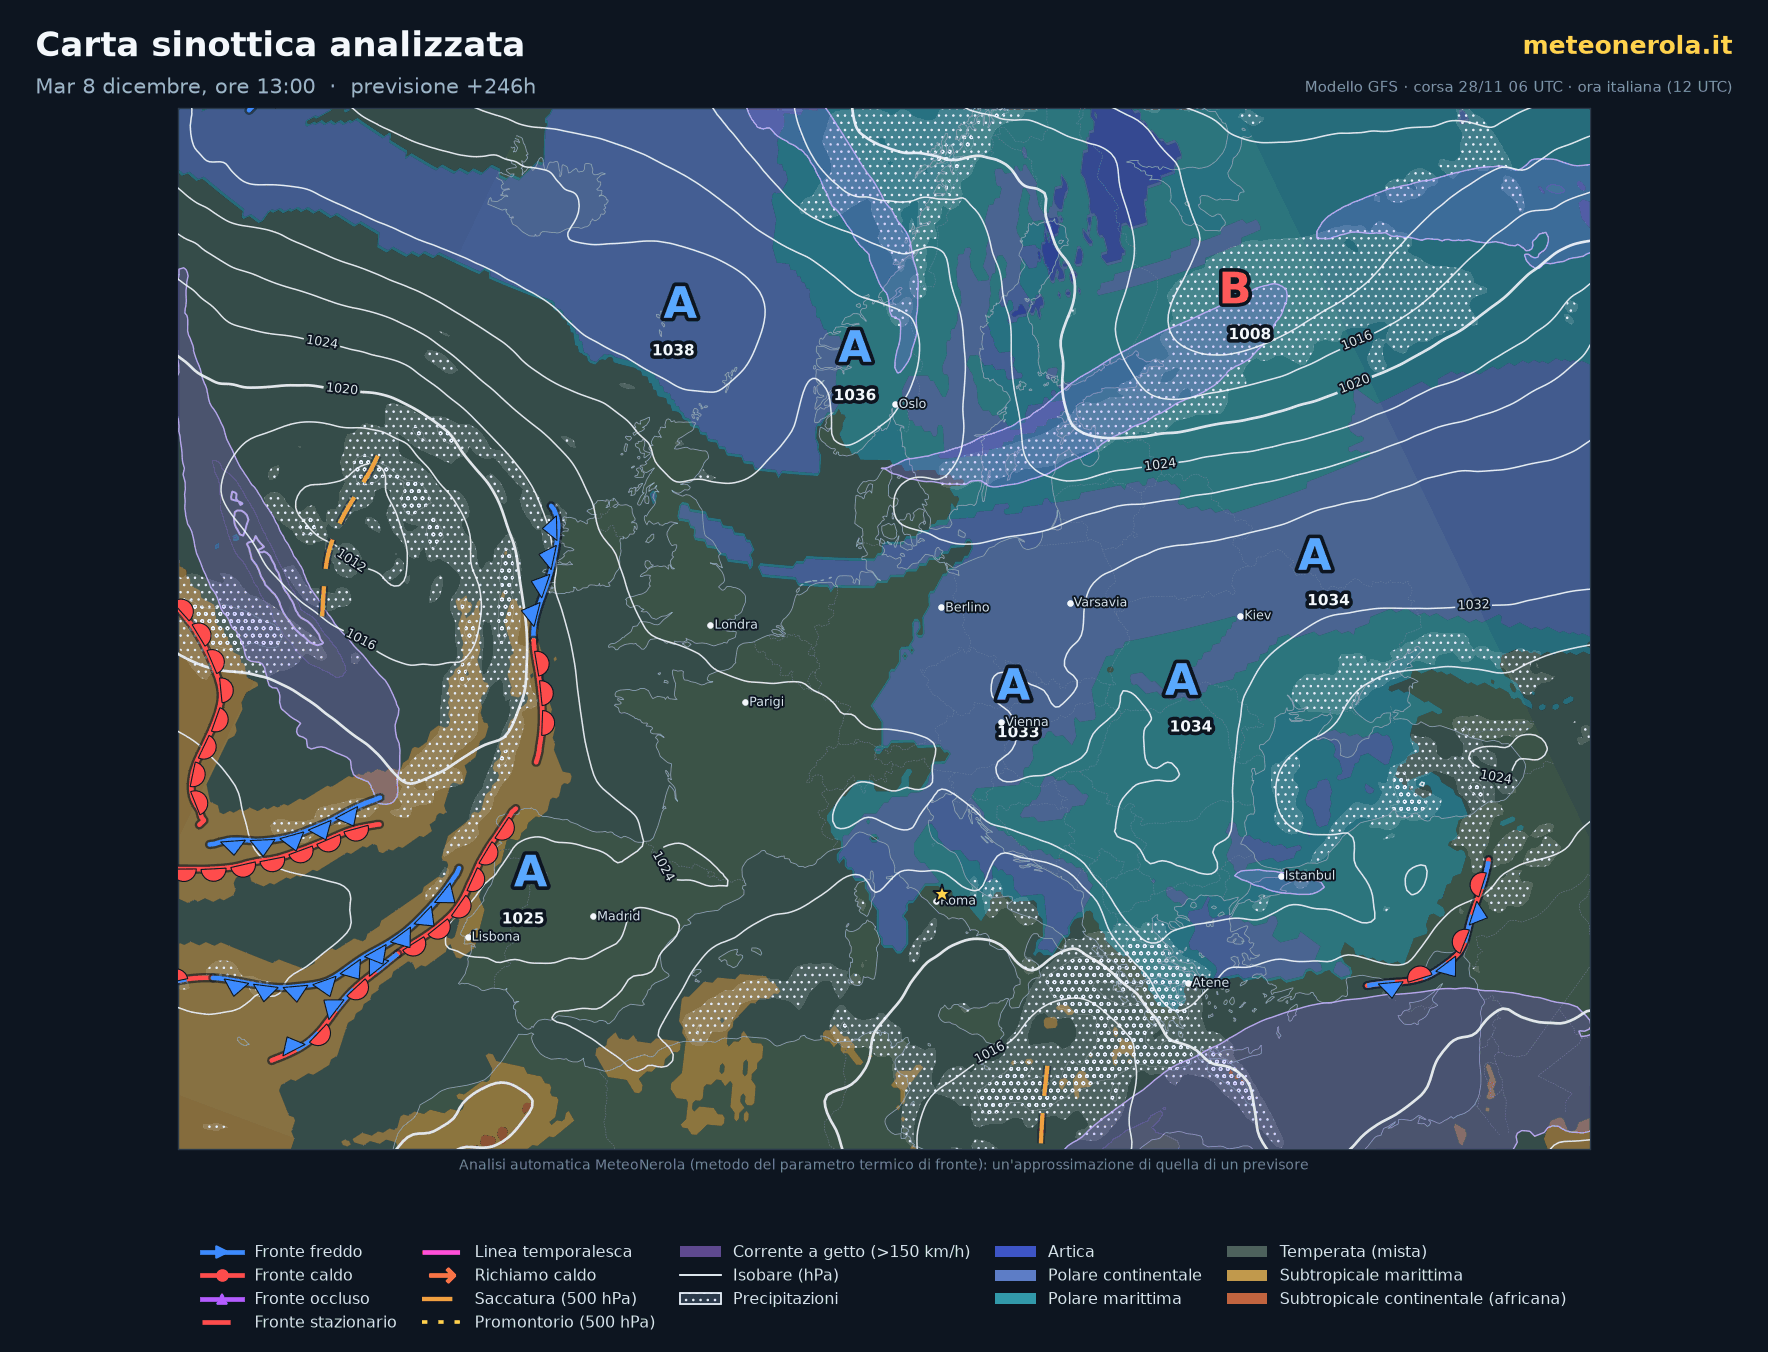 Carta sinottica analizzata
meteonerola.it
Mar 8 dicembre, ore 13:00 · previsione +246h
Modello GFS · corsa 28/11 06 UTC · ora italiana (12 UTC)
A
1038
A
1036
Oslo
B
1008
1016
1020
1024
1020
1024
1012
1016
A
1034
1032
Berlino
Varsavia
Kiev
Londra
Parigi
A
Vienna
1033
A
1034
1024
A
1025
1024
Madrid
Lisbona
Roma
Istanbul
Atene
1016
Analisi automatica MeteoNerola (metodo del parametro termico di fronte): un'approssimazione di quella di un previsore
Fronte freddo
Fronte caldo
Fronte occluso
Fronte stazionario
Linea temporalesca
Richiamo caldo
Saccatura (500 hPa)
Promontorio (500 hPa)
Corrente a getto (>150 km/h)
Isobare (hPa)
Precipitazioni
Artica
Polare continentale
Polare marittima
Temperata (mista)
Subtropicale marittima
Subtropicale continentale (africana)